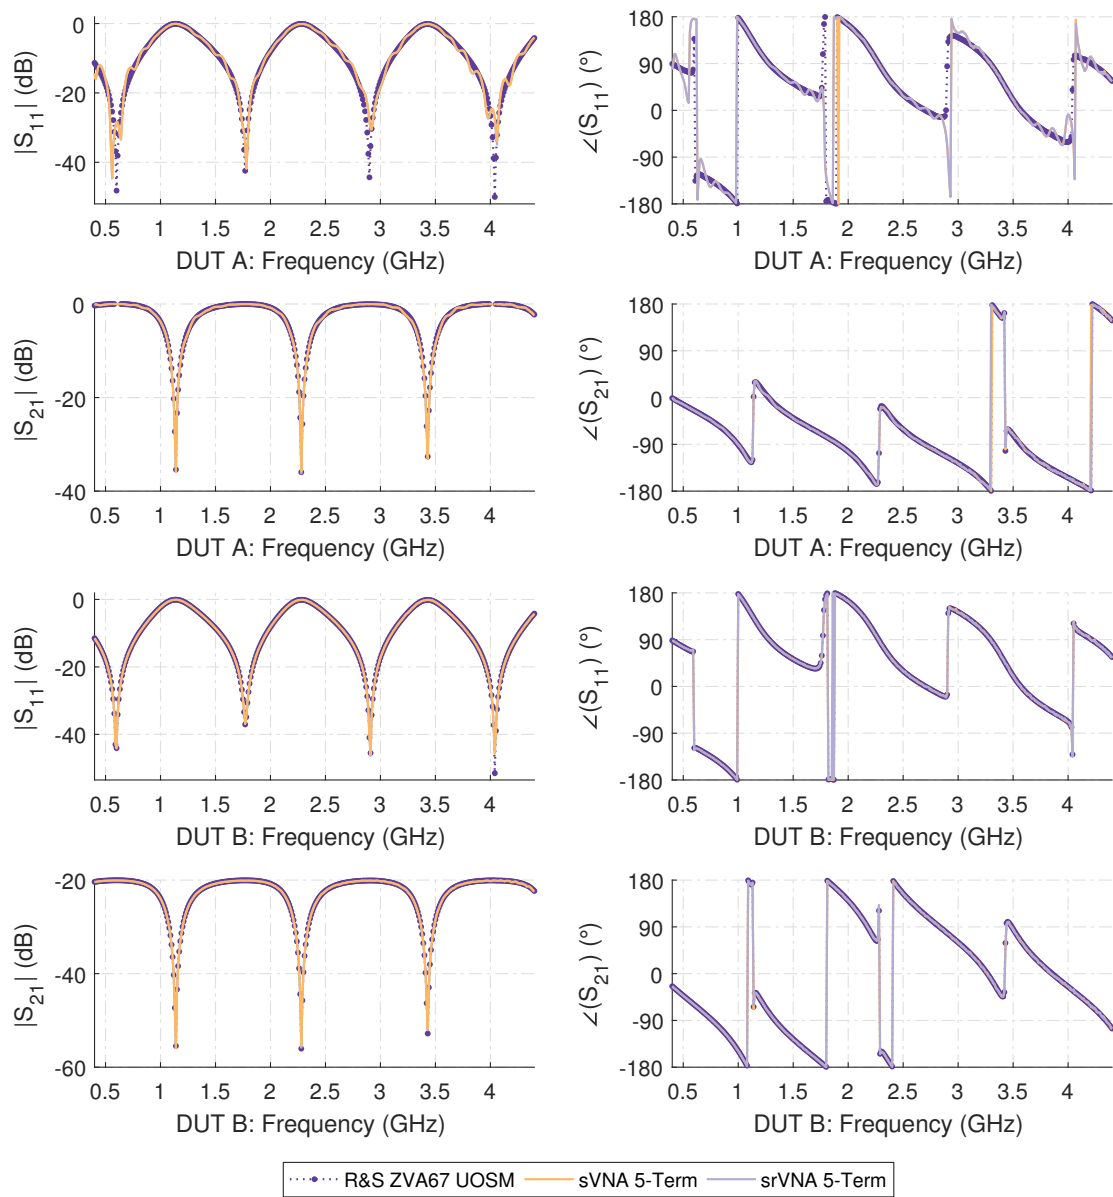 0
-20
-40
|S11| (dB)
0.5 1 1.5 2 2.5 3 3.5 4
DUT A: Frequency (GHz)
180
90
0
-90
-180
∠(S11) (°)
0.5 1 1.5 2 2.5 3 3.5 4
DUT A: Frequency (GHz)
0
-20
-40
|S21| (dB)
0.5 1 1.5 2 2.5 3 3.5 4
DUT A: Frequency (GHz)
180
90
0
-90
-180
∠(S21) (°)
0.5 1 1.5 2 2.5 3 3.5 4
DUT A: Frequency (GHz)
0
-20
-40
|S11| (dB)
0.5 1 1.5 2 2.5 3 3.5 4
DUT B: Frequency (GHz)
180
90
0
-90
-180
∠(S11) (°)
0.5 1 1.5 2 2.5 3 3.5 4
DUT B: Frequency (GHz)
-20
-40
-60
|S21| (dB)
0.5 1 1.5 2 2.5 3 3.5 4
DUT B: Frequency (GHz)
180
90
0
-90
-180
∠(S21) (°)
0.5 1 1.5 2 2.5 3 3.5 4
DUT B: Frequency (GHz)
R&S ZVA67 UOSM sVNA 5-Term srVNA 5-Term